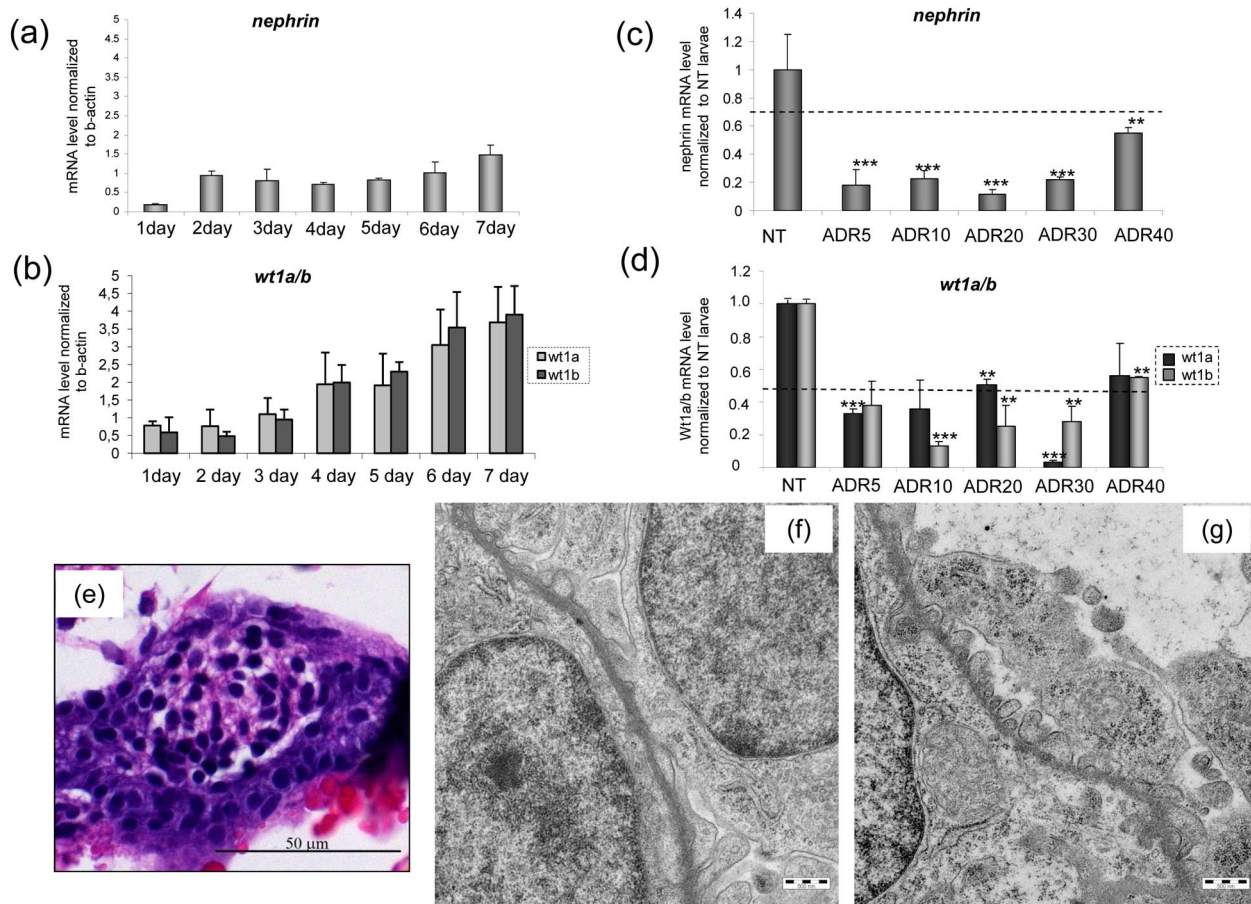 (a)
nephrin
mRNA level normalized
to b-actin
5
4.5
4
3.5
3
2.5
2
1.5
1
0.5
0
1day 2day 3day 4day 5day 6day 7day
(b)
wt1a/b
mRNA level normalized
to b-actin
5
4,5
4
3,5
3
2,5
2
1,5
1
0,5
0
1day 2 day 3 day 4 day 5 day 6 day 7 day
wt1a
wt1b
(c)
nephrin
nephrin mRNA level
normalized to NT larvae
1.4
1.2
1
0.8
0.6
0.4
0.2
0
*** *** *** *** **
NT ADR5 ADR10 ADR20 ADR30 ADR40
(d)
wt1a/b
Wt1a/b mRNA level
normalized to NT larvae
1.2
1.0
0.8
0.6
0.4
0.2
0
*** *** ** ** *** ** **
NT ADR5 ADR10 ADR20 ADR30 ADR40
wt1a
wt1b
(e)
50 µm
(f)
500 nm
(g)
500 nm